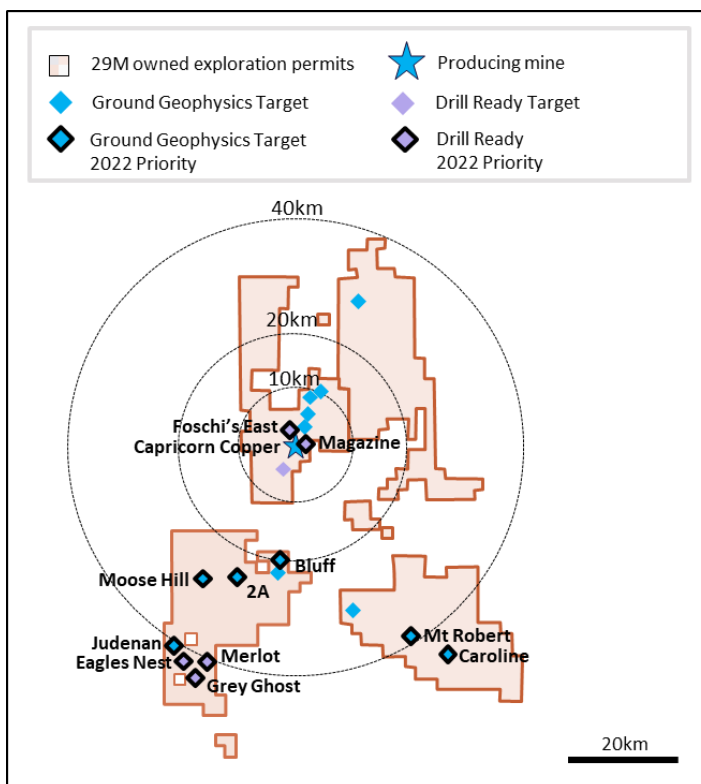 29M owned exploration permits
Producing mine
Ground Geophysics Target
Drill Ready Target
Ground Geophysics Target
2022 Priority
Drill Ready
2022 Priority
40km
20km
10km
Foschi's East
Capricorn Copper
Magazine
Bluff
Moose Hill
2A
Mt Robert
Judenan
Caroline
Eagles Nest
Merlot
Grey Ghost
20km